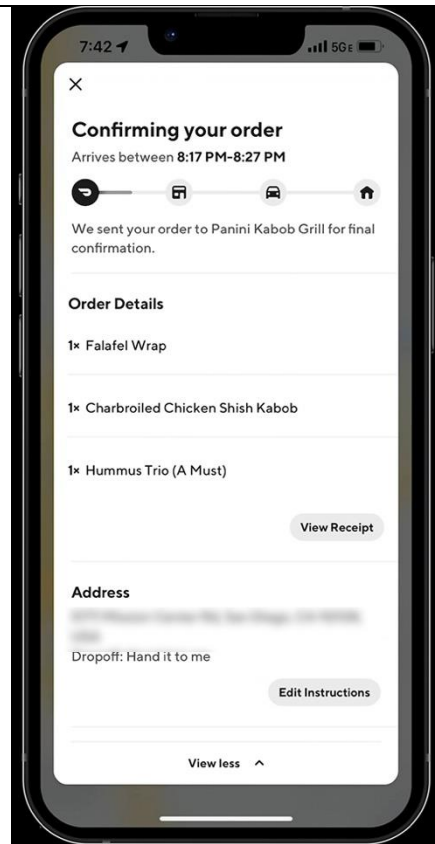 7:42
5GE
Confirming your order
Arrives between 8:17 PM-8:27 PM
We sent your order to Panini Kabob Grill for final
confirmation.
Order Details
1× Falafel Wrap
1× Charbroiled Chicken Shish Kabob
1× Hummus Trio (A Must)
View Receipt
Address
Dropoff: Hand it to me
Edit Instructions
View less